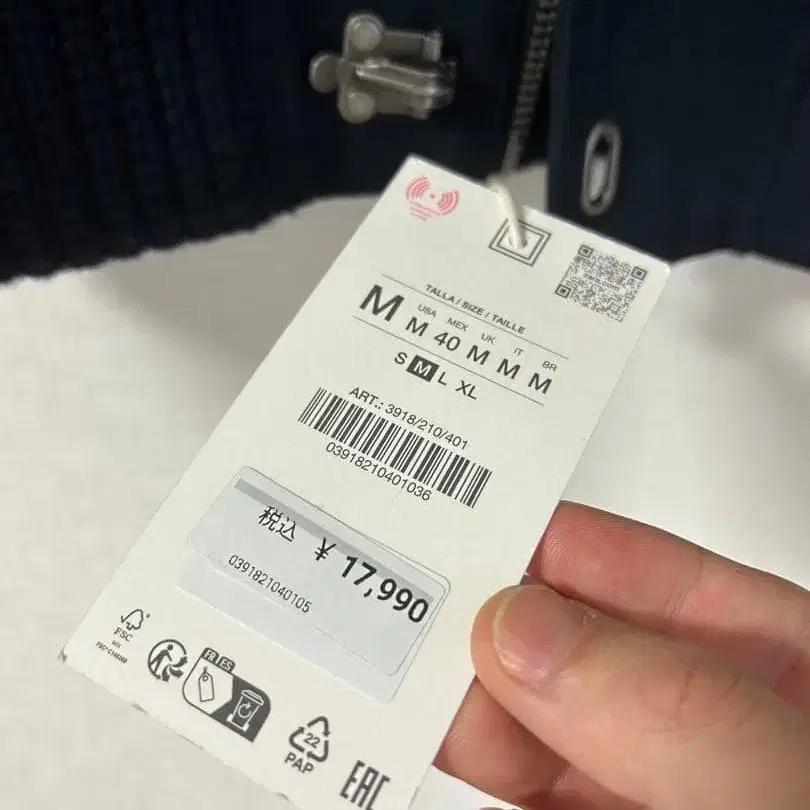 TALLA / SIZE / TAILLE
USA MEX UK IT BR
M M 40 M M M
S M L XL
ART.: 3918/210/401
03918210401036
税込 ¥ 17,990
0391821040105
FSC
MIX
FR ES
22
PAP
EAC